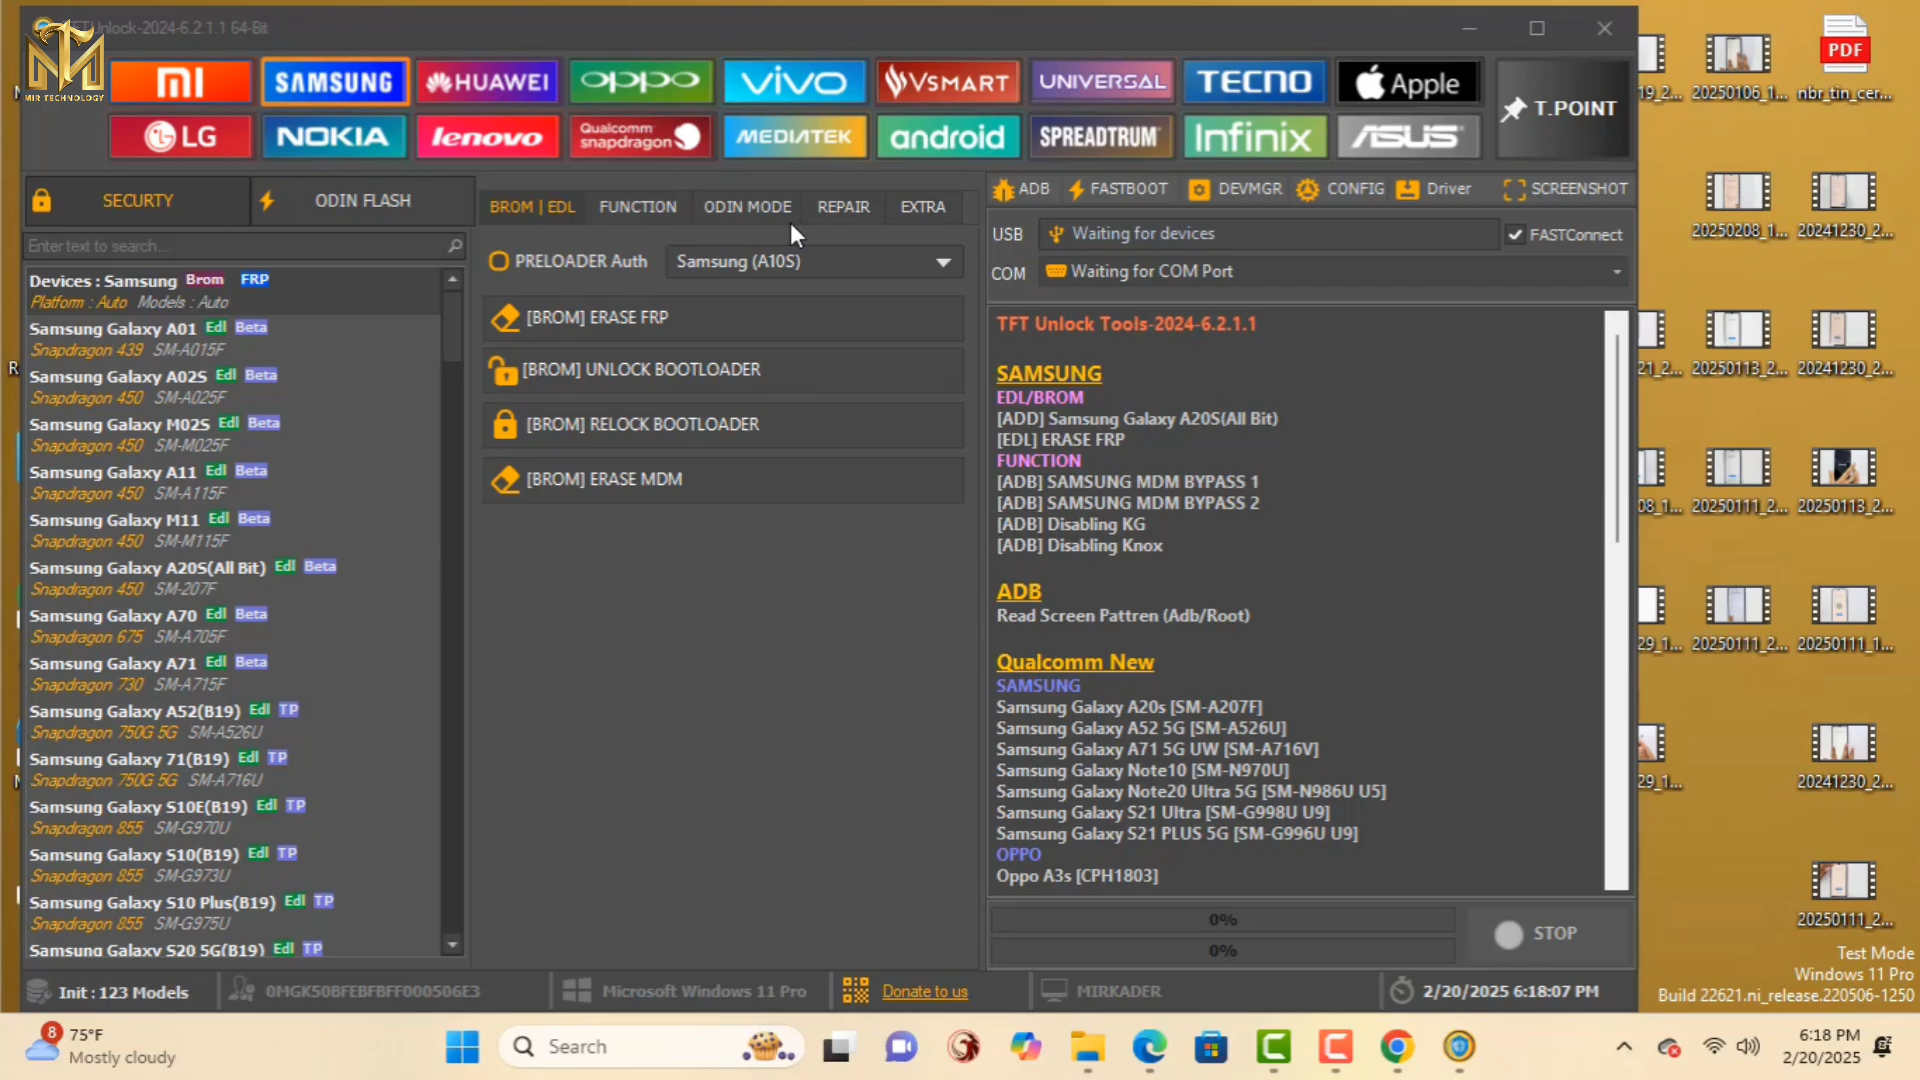 TFTUnlock-2024-6.2.1.1 64-Bit
MIR TECHNOLOGY
SAMSUNG
HUAWEI
oppo
vivo
VSMART
UNIVERSAL
TECNO
Apple
T.POINT
LG
NOKIA
lenovo
Qualcomm snapdragon
MEDIATEK
android
SPREADTRUM
Infinix
ASUS
SECURTY
ODIN FLASH
BROM | EDL
FUNCTION
ODIN MODE
REPAIR
EXTRA
ADB
FASTBOOT
DEVMGR
CONFIG
Driver
SCREENSHOT
Enter text to search...
PRELOADER Auth
Samsung (A10S)
[BROM] ERASE FRP
[BROM] UNLOCK BOOTLOADER
[BROM] RELOCK BOOTLOADER
[BROM] ERASE MDM
USB
Waiting for devices
FASTConnect
COM
Waiting for COM Port
Devices : Samsung Brom FRP
Platform : Auto Models : Auto
Samsung Galaxy A01 Edl Beta
Snapdragon 439 SM-A015F
Samsung Galaxy A02S Edl Beta
Snapdragon 450 SM-A025F
Samsung Galaxy M02S Edl Beta
Snapdragon 450 SM-M025F
Samsung Galaxy A11 Edl Beta
Snapdragon 450 SM-A115F
Samsung Galaxy M11 Edl Beta
Snapdragon 450 SM-M115F
Samsung Galaxy A20S(All Bit) Edl Beta
Snapdragon 450 SM-207F
Samsung Galaxy A70 Edl Beta
Snapdragon 675 SM-A705F
Samsung Galaxy A71 Edl Beta
Snapdragon 730 SM-A715F
Samsung Galaxy A52(B19) Edl TP
Snapdragon 750G 5G SM-A526U
Samsung Galaxy 71(B19) Edl TP
Snapdragon 750G 5G SM-A716U
Samsung Galaxy S10E(B19) Edl TP
Snapdragon 855 SM-G970U
Samsung Galaxy S10(B19) Edl TP
Snapdragon 855 SM-G973U
Samsung Galaxy S10 Plus(B19) Edl TP
Snapdragon 855 SM-G975U
Samsung Galaxy S20 5G(B19) Edl TP
TFT Unlock Tools-2024-6.2.1.1
SAMSUNG
EDL/BROM
[ADD] Samsung Galaxy A20S(All Bit)
[EDL] ERASE FRP
FUNCTION
[ADB] SAMSUNG MDM BYPASS 1
[ADB] SAMSUNG MDM BYPASS 2
[ADB] Disabling KG
[ADB] Disabling Knox
ADB
Read Screen Pattren (Adb/Root)
Qualcomm New
SAMSUNG
Samsung Galaxy A20s [SM-A207F]
Samsung Galaxy A52 5G [SM-A526U]
Samsung Galaxy A71 5G UW [SM-A716V]
Samsung Galaxy Note10 [SM-N970U]
Samsung Galaxy Note20 Ultra 5G [SM-N986U U5]
Samsung Galaxy S21 Ultra [SM-G998U U9]
Samsung Galaxy S21 PLUS 5G [SM-G996U U9]
OPPO
Oppo A3s [CPH1803]
0%
0%
STOP
Init : 123 Models
0MGK50BFEBFBFF000506E3
Microsoft Windows 11 Pro
Donate to us
MIRKADER
2/20/2025 6:18:07 PM
PDF
19_2...
20250106_1...
nbr_tin_cer...
20250208_1...
20241230_2...
21_2...
20250113_2...
20241230_2...
08_1...
20250111_2...
20250113_2...
29_1...
20250111_2...
20250111_1...
29_1...
20241230_2...
20250111_2...
Test Mode
Windows 11 Pro
Build 22621.ni_release.220506-1250
8
75°F
Mostly cloudy
Search
6:18 PM
2/20/2025